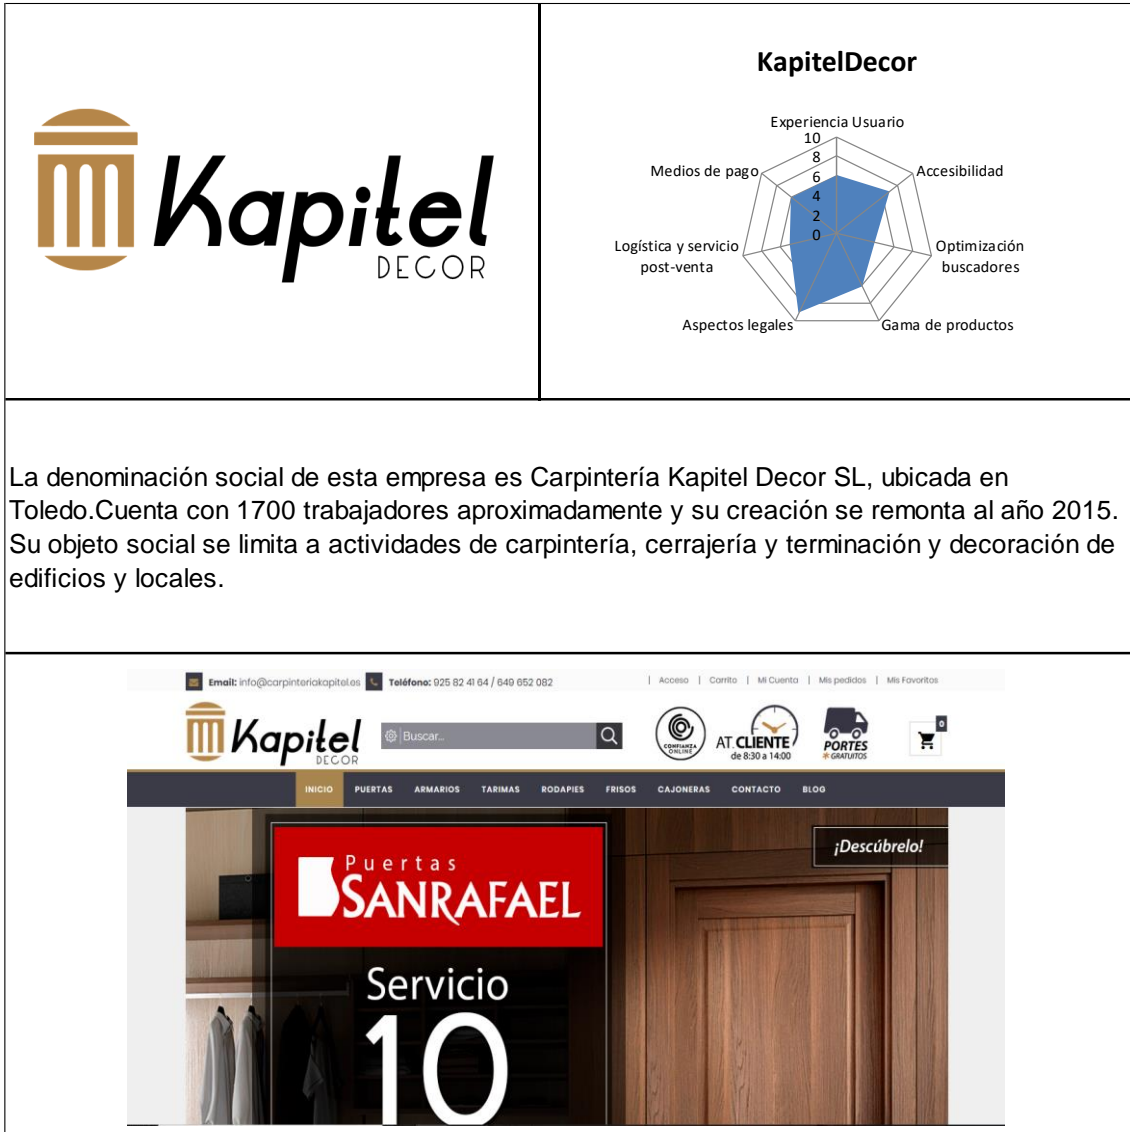 Kapitel
DECOR
KapitelDecor
Experiencia Usuario
10
8
6
4
2
0
Accesibilidad
Optimización
buscadores
Gama de productos
Aspectos legales
Logística y servicio
post-venta
Medios de pago
La denominación social de esta empresa es Carpintería Kapitel Decor SL, ubicada en
Toledo.Cuenta con 1700 trabajadores aproximadamente y su creación se remonta al año 2015.
Su objeto social se limita a actividades de carpintería, cerrajería y terminación y decoración de
edificios y locales.
Email: info@carpinteriakapitel.es Teléfono: 925 82 41 64 / 649 652 082 | Acceso | Carrito | Mi Cuenta | Mis pedidos | Mis Favoritos
Kapitel
DECOR
Buscar...
CONFIANZA
ONLINE
AT.CLIENTE
de 8:30 a 14:00
PORTES
*GRATUITOS
0
INICIO PUERTAS ARMARIOS TARIMAS RODAPIES FRISOS CAJONERAS CONTACTO BLOG
Puertas
SANRAFAEL
¡Descúbrelo!
Servicio
10